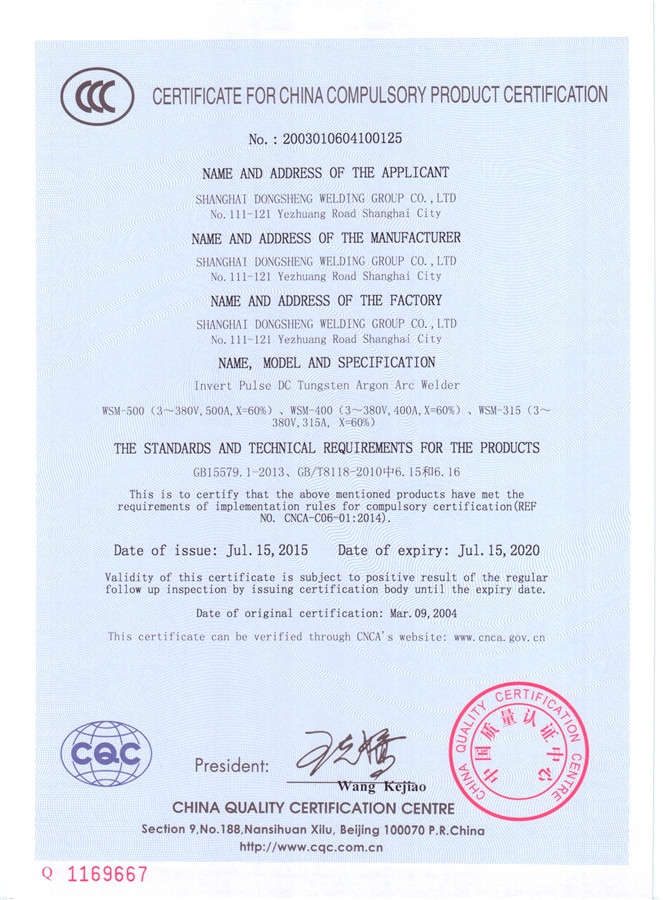 CCC
CERTIFICATE FOR CHINA COMPULSORY PRODUCT CERTIFICATION
No. : 2003010604100125
NAME AND ADDRESS OF THE APPLICANT
SHANGHAI DONGSHENG WELDING GROUP CO.,LTD
No.111-121 Yezhuang Road Shanghai City
NAME AND ADDRESS OF THE MANUFACTURER
SHANGHAI DONGSHENG WELDING GROUP CO.,LTD
No.111-121 Yezhuang Road Shanghai City
NAME AND ADDRESS OF THE FACTORY
SHANGHAI DONGSHENG WELDING GROUP CO.,LTD
No.111-121 Yezhuang Road Shanghai City
NAME, MODEL AND SPECIFICATION
Invert Pulse DC Tungsten Argon Arc Welder
WSM-500（3～380V,500A,X=60%）、WSM-400（3～380V,400A,X=60%）、WSM-315（3～
380V,315A, X=60%）
THE STANDARDS AND TECHNICAL REQUIREMENTS FOR THE PRODUCTS
GB15579.1-2013、GB/T8118-2010中6.15和6.16
This is to certify that the above mentioned products have met the
requirements of implementation rules for compulsory certification(REF
NO. CNCA-C06-01:2014).
Date of issue: Jul.15,2015 Date of expiry: Jul.15,2020
Validity of this certificate is subject to positive result of the regular
follow up inspection by issuing certification body until the expiry date.
Date of original certification: Mar.09,2004
This certificate can be verified through CNCA's website: www.cnca.gov.cn
CQC
President:
Wang Kejiao
CHINA QUALITY CERTIFICATION CENTRE
中国质量认证中心
CHINA QUALITY CERTIFICATION CENTRE
Section 9,No.188,Nansihuan Xilu, Beijing 100070 P.R.China
http://www.cqc.com.cn
Q 1169667